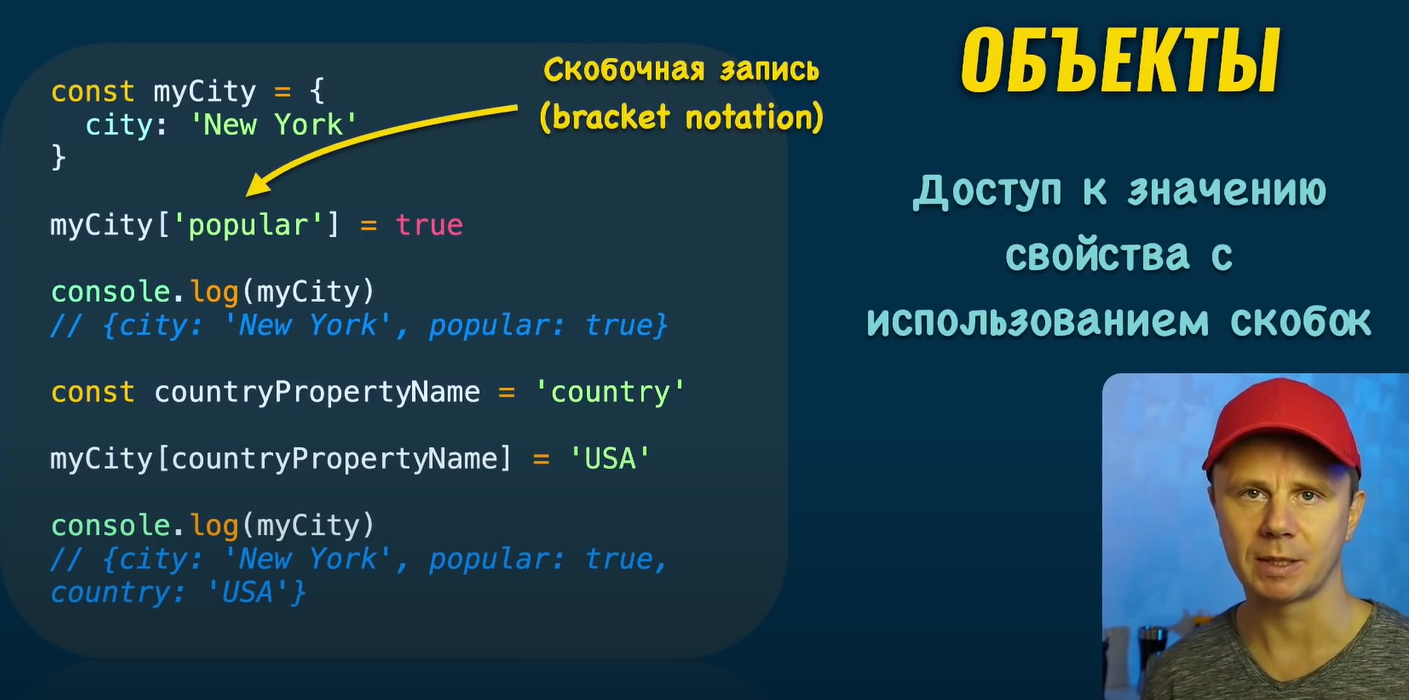 ОБЪЕКТЫ
Скобочная запись
(bracket notation)
const myCity = {
  city: 'New York'
}
myCity['popular'] = true
console.log(myCity)
// {city: 'New York', popular: true}
const countryPropertyName = 'country'
myCity[countryPropertyName] = 'USA'
console.log(myCity)
// {city: 'New York', popular: true,
country: 'USA'}
Доступ к значению
свойства с
использованием скобок